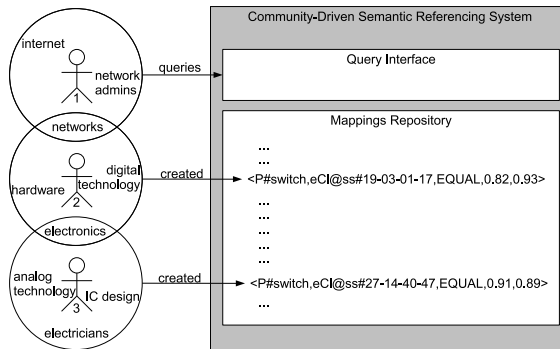 Community-Driven Semantic Referencing System
internet
network
admins
1
queries
Query Interface
networks
Mappings Repository
...
...
digital
technology
hardware
2
created
<P#switch,eCl@ss#19-03-01-17,EQUAL,0.82,0.93>
...
...
electronics
...
...
...
analog
technology
IC design
3
created
<P#switch,eCl@ss#27-14-40-47,EQUAL,0.91,0.89>
...
electricians